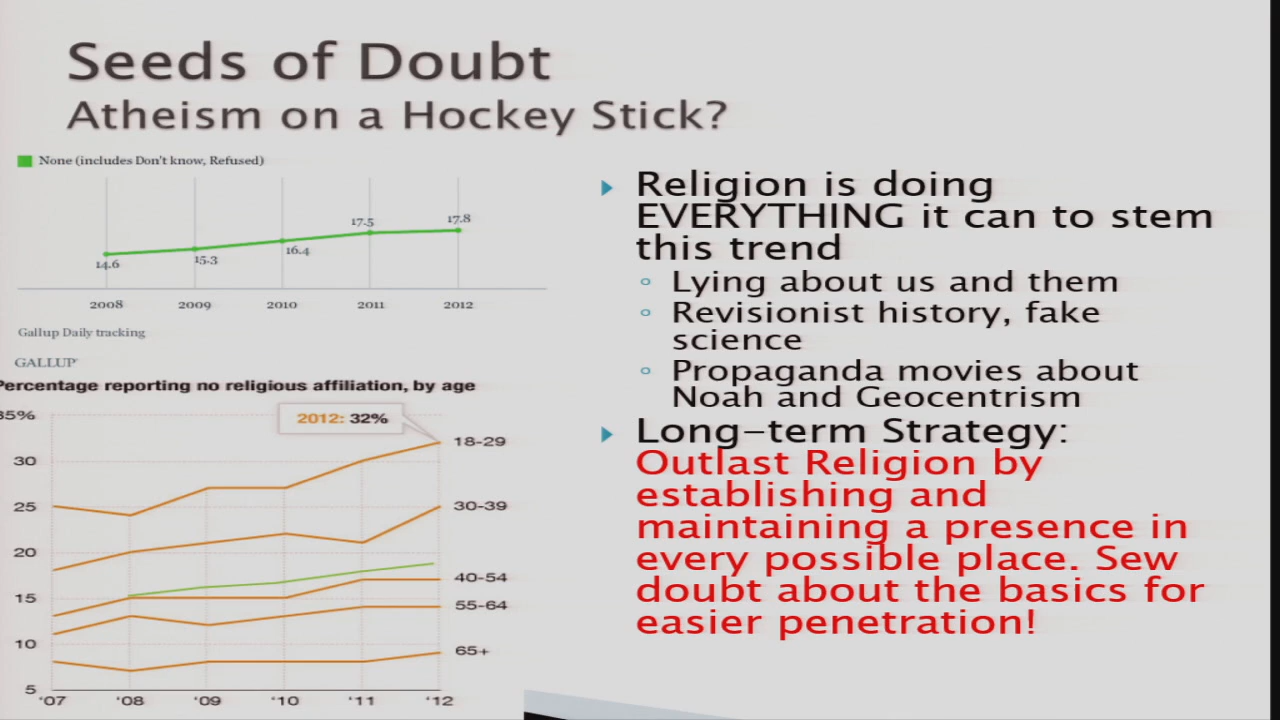 Seeds of Doubt
Atheism on a Hockey Stick?
None (includes Don't know, Refused)
14.6
15.3
16.4
17.5
17.8
2008 2009 2010 2011 2012
Gallup Daily tracking
GALLUP'
Percentage reporting no religious affiliation, by age
35%
2012: 32%
18-29
30
30-39
25
20
40-54
15
55-64
10
65+
5
'07 '08 '09 '10 '11 '12
Religion is doing
EVERYTHING it can to stem
this trend
Lying about us and them
Revisionist history, fake
science
Propaganda movies about
Noah and Geocentrism
Long-term Strategy:
Outlast Religion by
establishing and
maintaining a presence in
every possible place. Sew
doubt about the basics for
easier penetration!